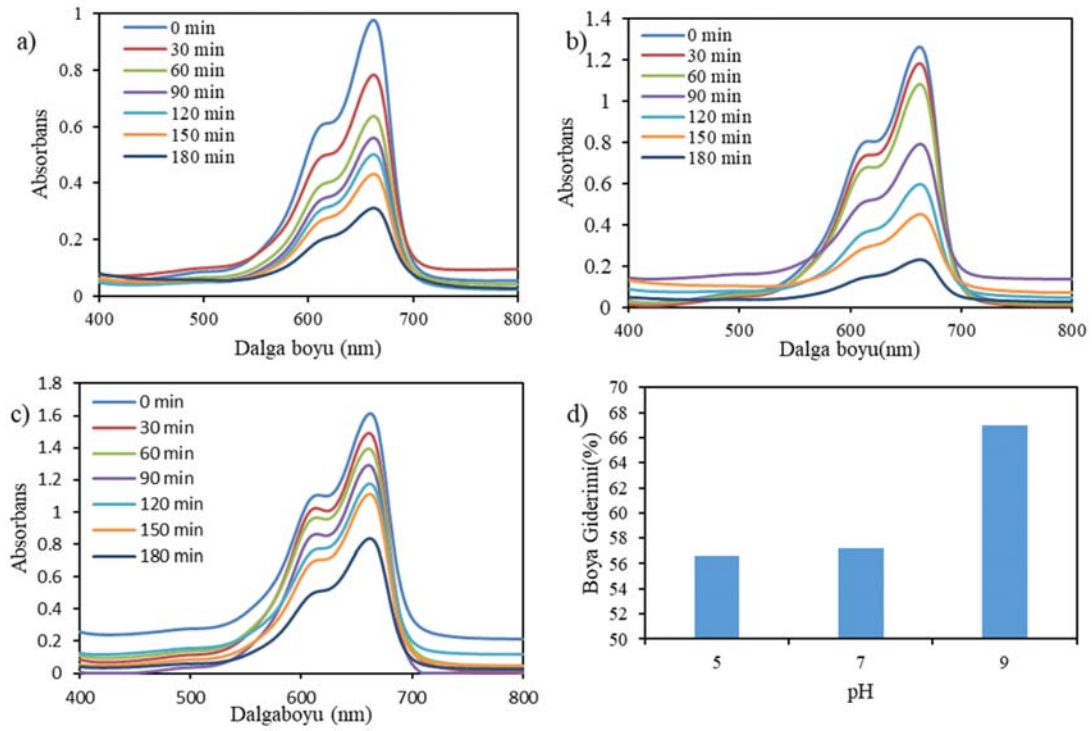 a)
1
0.8
0.6
0.4
0.2
0
Absorbans
0 min
30 min
60 min
90 min
120 min
150 min
180 min
400
500
600
700
800
Dalga boyu (nm)
b)
1.4
1.2
1
0.8
0.6
0.4
0.2
0
Absorbans
0 min
30 min
60 min
90 min
120 min
150 min
180 min
400
500
600
700
800
Dalga boyu(nm)
c)
1.8
1.6
1.4
1.2
1
0.8
0.6
0.4
0.2
0
Absorbans
0 min
30 min
60 min
90 min
120 min
150 min
180 min
400
500
600
700
800
Dalgaboyu (nm)
d)
70
68
66
64
62
60
58
56
54
52
50
Boya Giderimi(%)
5
7
9
pH